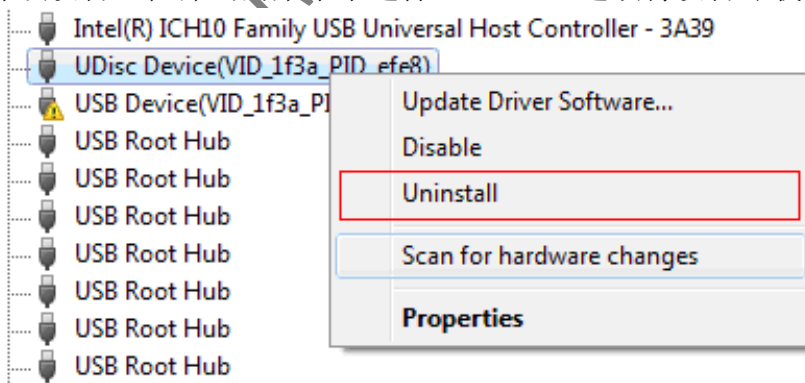 Intel(R) ICH10 Family USB Universal Host Controller - 3A39
UDisc Device(VID_1f3a_PID_efe8)
USB Device(VID_1f3a_PI
USB Root Hub
USB Root Hub
USB Root Hub
USB Root Hub
USB Root Hub
USB Root Hub
USB Root Hub
Update Driver Software...
Disable
Uninstall
Scan for hardware changes
Properties